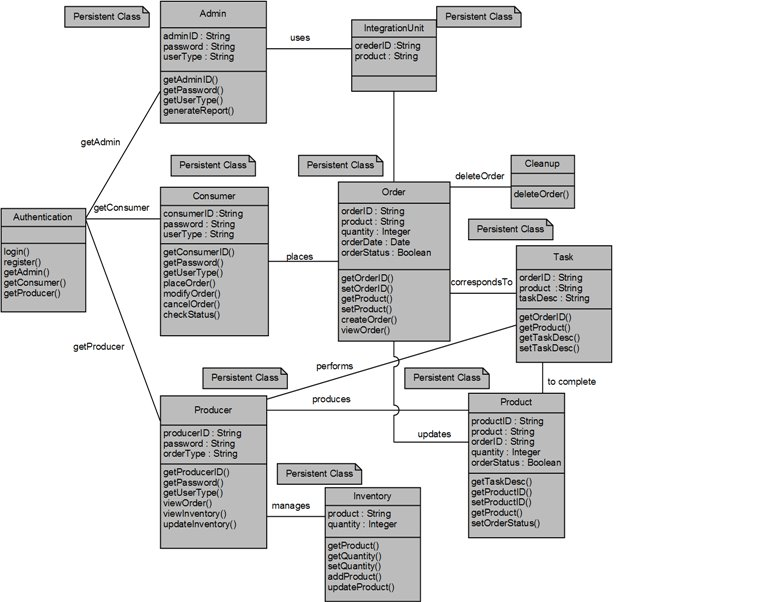 Persistent Class
Admin
adminID : String
password : String
userType : String
getAdminID()
getPassword()
getUserType()
generateReport()
uses
IntegrationUnit
orederID :String
product : String
Persistent Class
getAdmin
Persistent Class
Persistent Class
Authentication
login()
register()
getAdmin()
getConsumer()
getProducer()
getConsumer
Consumer
consumerID :String
password : String
userType : String
getConsumerID()
getPassword()
getUserType()
placeOrder()
modifyOrder()
cancelOrder()
checkStatus()
places
Order
orderID : String
product : String
quantity : Integer
orderDate : Date
orderStatus : Boolean
getOrderID()
setOrderID()
getProduct()
setProduct()
createOrder()
viewOrder()
deleteOrder
Cleanup
deleteOrder()
Persistent Class
correspondsTo
Task
orderID : String
product :String
taskDesc : String
getOrderID()
getProduct()
getTaskDesc()
setTaskDesc()
getProducer
performs
to complete
Persistent Class
Persistent Class
Producer
producerID : String
password : String
orderType : String
getProducerID()
getPassword()
getUserType()
viewOrder()
viewInventory()
updateInventory()
produces
updates
Product
productID : String
product : String
orderID : String
quantity : Integer
orderStatus : Boolean
getTaskDesc()
getProductID()
setProductID()
getProduct()
setOrderStatus()
Persistent Class
manages
Inventory
product : String
quantity : Integer
getProduct()
getQuantity()
setQuantity()
addProduct()
updateProduct()